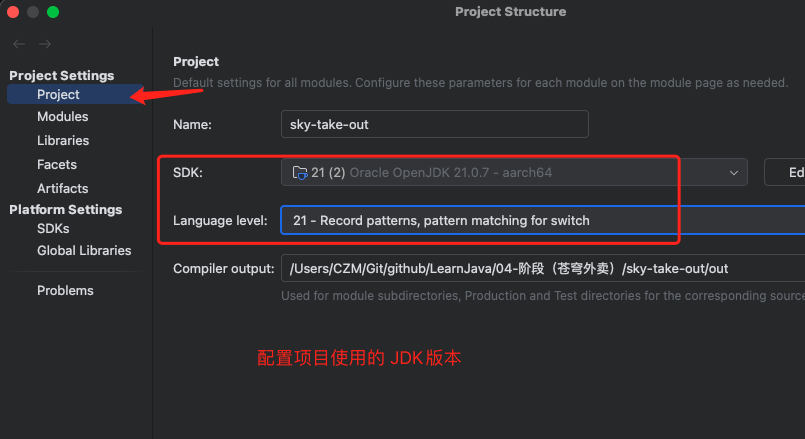 Project Structure
Project Settings
Project
Modules
Libraries
Facets
Artifacts
Platform Settings
SDKs
Global Libraries
Problems
Project
Default settings for all modules. Configure these parameters for each module on the module page as needed.
Name:
sky-take-out
SDK:
21 (2) Oracle OpenJDK 21.0.7 - aarch64
Ed
Language level:
21 - Record patterns, pattern matching for switch
Compiler output:
/Users/CZM/Git/github/LearnJava/04-阶段（苍穹外卖）/sky-take-out/out
Used for module subdirectories, Production and Test directories for the corresponding source
配置项目使用的 JDK版本